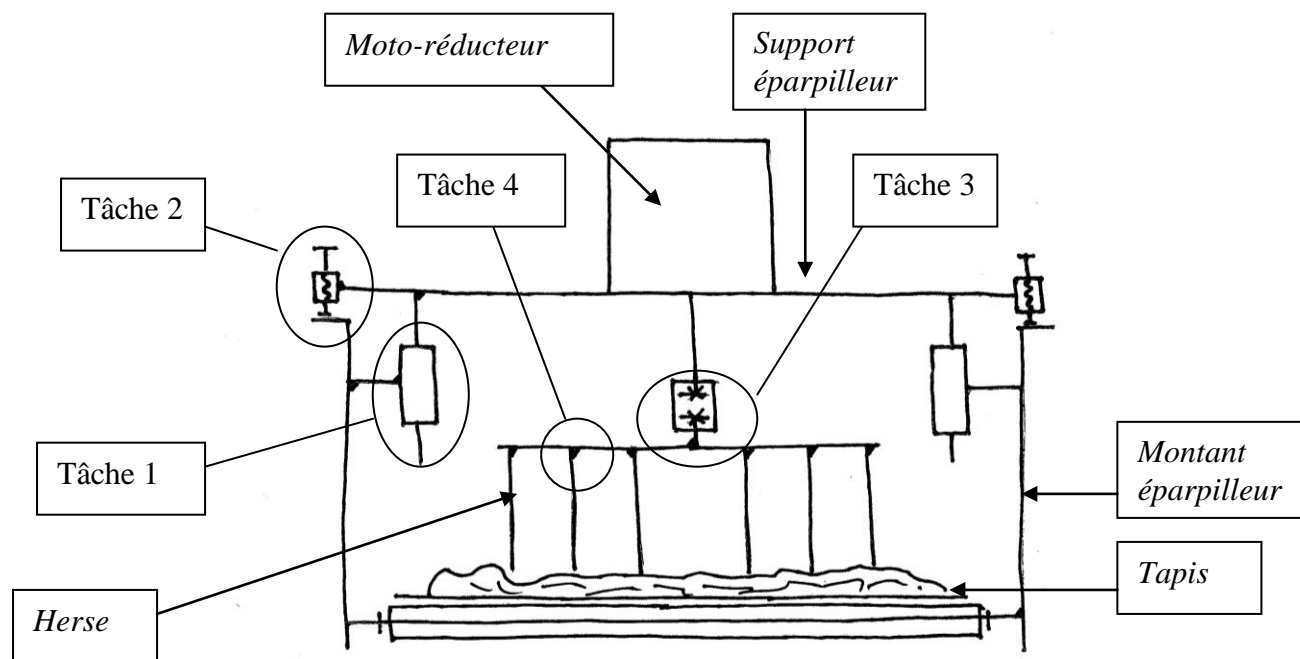 Moto-réducteur
Support
éparpilleur
Tâche 4
Tâche 3
Tâche 2
Tâche 1
Montant
éparpilleur
Tapis
Herse